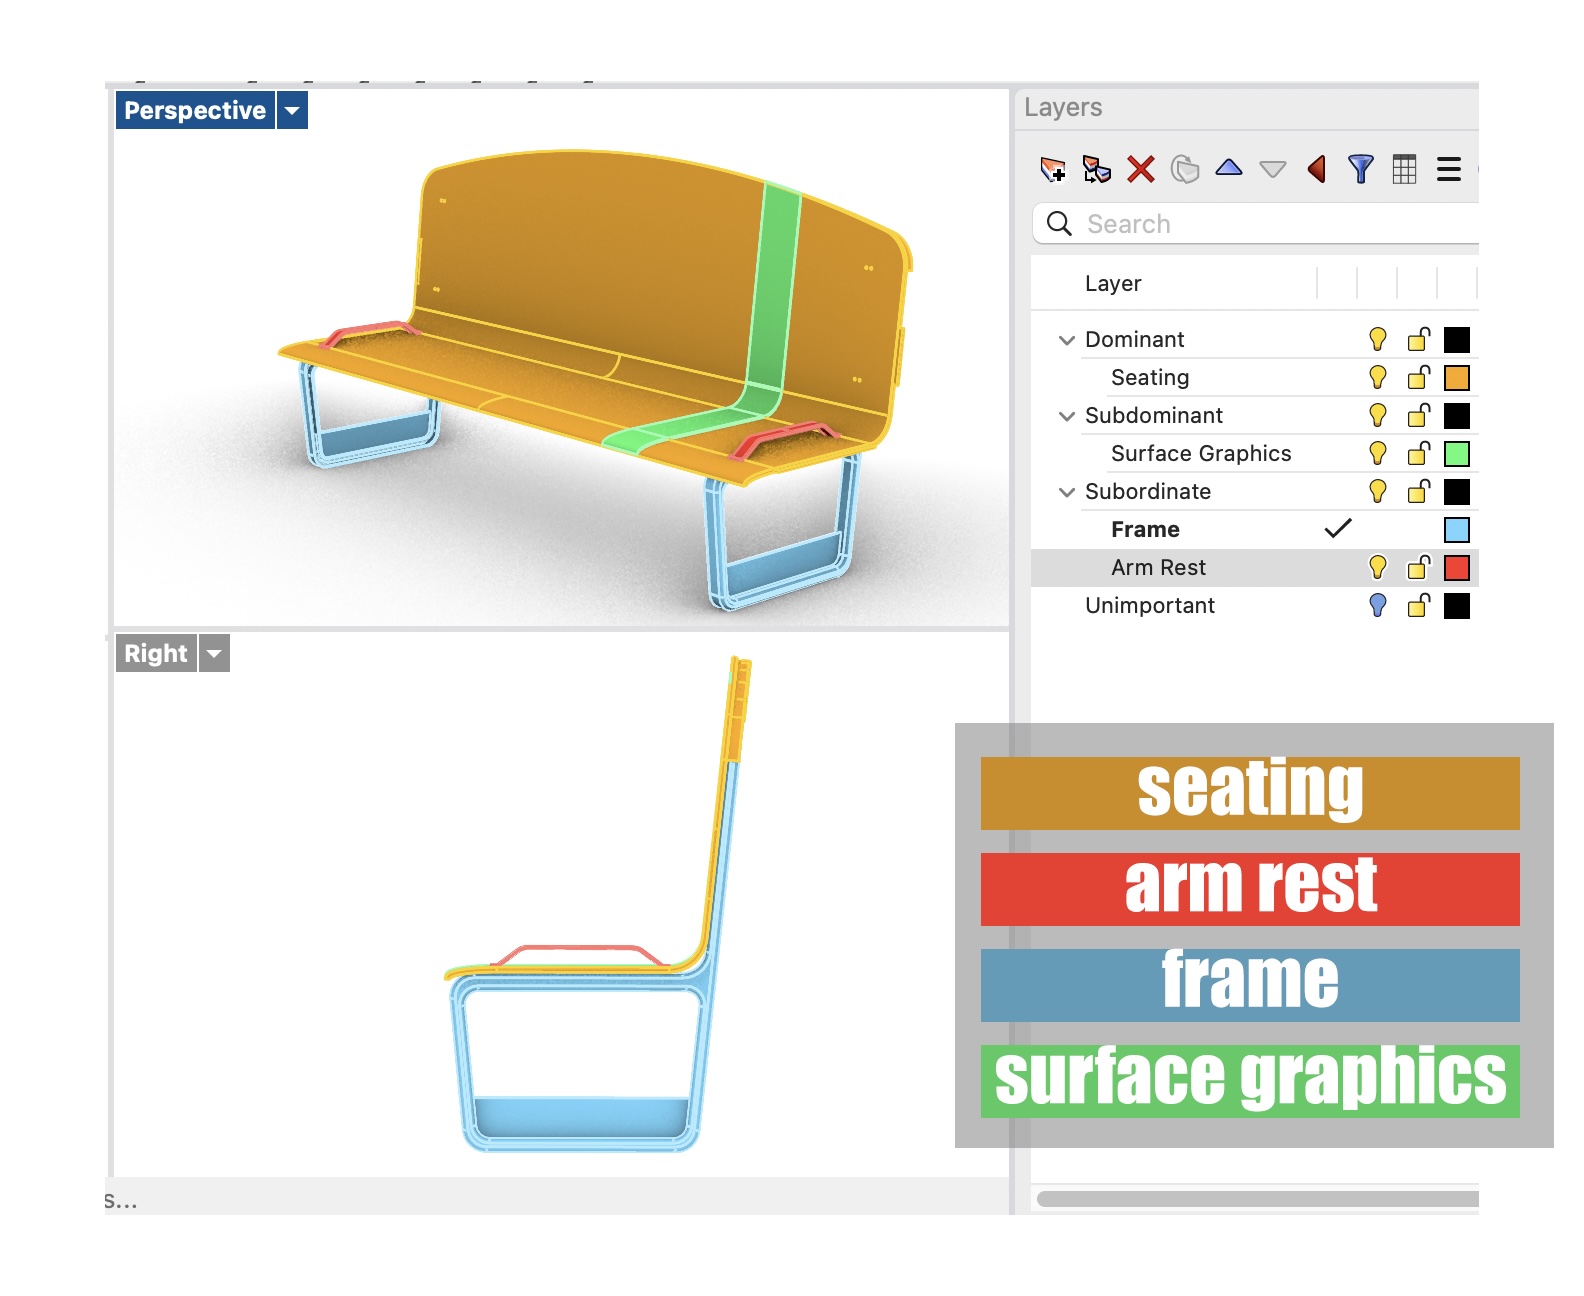 Perspective
Layers
Search
Layer
Dominant
Seating
Subdominant
Surface Graphics
Subordinate
Frame
Arm Rest
Unimportant
Right
seating
arm rest
frame
surface graphics
s...